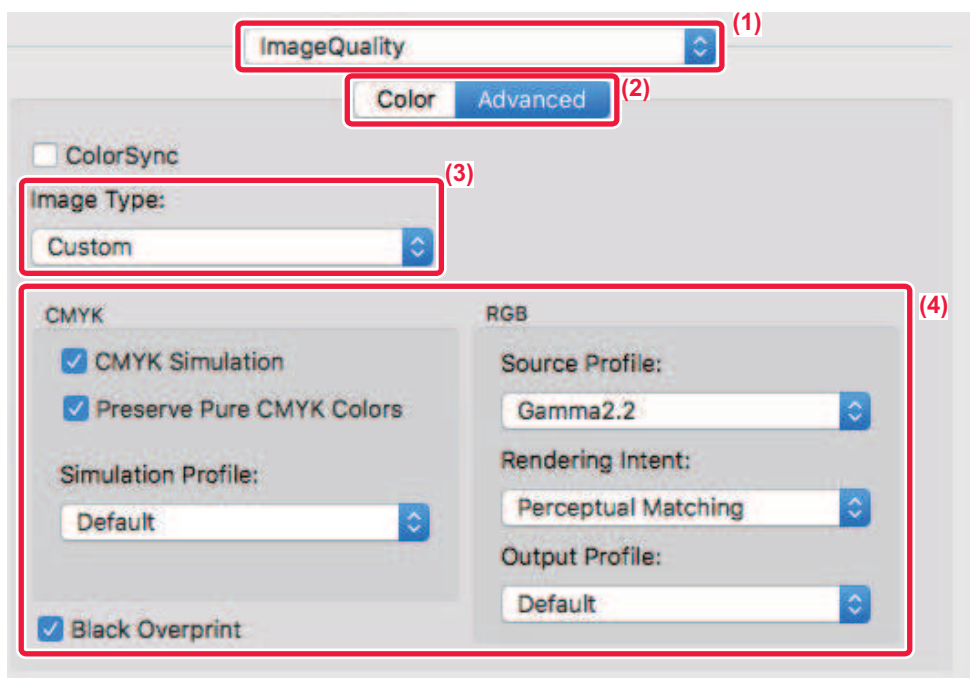 (1)
ImageQuality
Color Advanced
(2)
ColorSync
(3)
Image Type:
Custom
(4)
CMYK
CMYK Simulation
Preserve Pure CMYK Colors
Simulation Profile:
Default
Black Overprint
RGB
Source Profile:
Gamma2.2
Rendering Intent:
Perceptual Matching
Output Profile:
Default